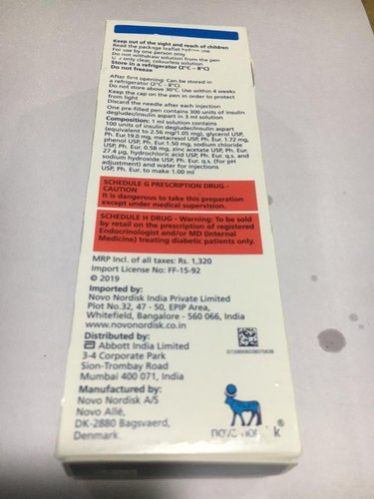 Keep out of the sight and reach of children
Read the package leaflet before use
For use by one person only
Do not withdraw solution from the pen
only clear, colourless solution
Store in a refrigerator (2°C - 8°C)
Do not freeze
After first opening: Can be stored in
a refrigerator (2°C - 8°C)
Do not store above 30°C. Use within 4 weeks
Keep the cap on the pen in order to protect
from light
Discard the needle after each injection
One pre-filled pen contains 300 units of insulin
degludec/insulin aspart in 3 ml solution
Composition: 1 ml solution contains
100 units of insulin degludec/insulin aspart
(equivalent to 2.56 mg/1.05 mg), glycerol USP,
Ph. Eur.19.0 mg, metacresol USP, Ph. Eur. 1.72 mg,
phenol USP, Ph. Eur.1.50 mg, sodium chloride
USP, Ph. Eur. 0.58 mg, zinc acetate USP, Ph. Eur.
27.4 μg, hydrochloric acid USP, Ph. Eur. q.s. and
sodium hydroxide USP, Ph. Eur. q.s. (for pH
adjustment) and water for injections
USP, Ph. Eur. to make 1.00 ml
SCHEDULE G PRESCRIPTION DRUG -
CAUTION
It is dangerous to take this preparation
except under medical supervision.
SCHEDULE H DRUG - Warning: To be sold
by retail on the prescription of registered
Endocrinologist and/or MD (Internal
Medicine) treating diabetic patients only.
MRP Incl. of all taxes: Rs. 1,320
Import License No: FF-15-92
© 2019
Imported by:
Novo Nordisk India Private Limited
Plot No.32, 47 - 50, EPIP Area,
Whitefield, Bangalore - 560 066, India
www.novonordisk.co.in
Distributed by:
Abbott India Limited
3-4 Corporate Park
Sion-Trombay Road
Mumbai 400 071, India
Manufactured by:
Novo Nordisk A/S
Novo Allé,
DK-2880 Bagsvaerd,
Denmark.
novo nordisk®